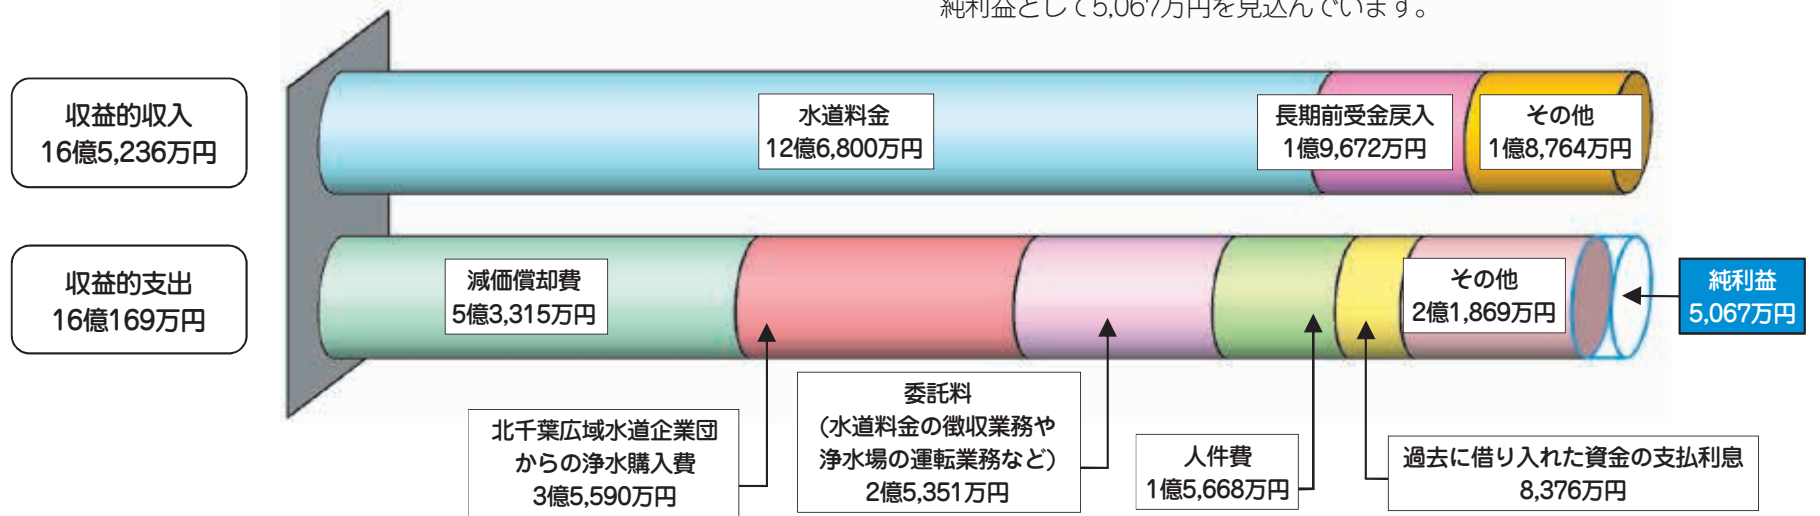 純利益として5,067万円を見込んでいます。
収益的収入
16億5,236万円
水道料金
12億6,800万円
長期前受金戻入
1億9,672万円
その他
1億8,764万円
収益的支出
16億169万円
減価償却費
5億3,315万円
その他
2億1,869万円
純利益
5,067万円
北千葉広域水道企業団
からの浄水購入費
3億5,590万円
委託料
(水道料金の徴収業務や
浄水場の運転業務など)
2億5,351万円
人件費
1億5,668万円
過去に借り入れた資金の支払利息
8,376万円